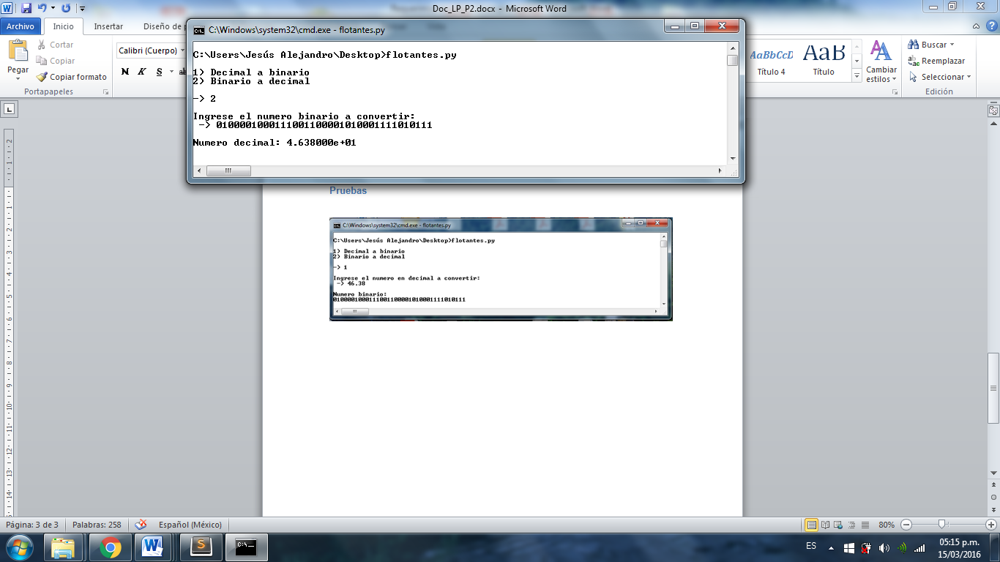 Doc_LP_P2.docx - Microsoft Word
Archivo Inicio Insertar Diseño de
Pegar
Cortar
Copiar
Copiar formato
Portapapeles
Calibri (Cuerpo)
N K S ab
AaBbCcD AaB
Título 4 Título
Cambiar estilos
Buscar
Reemplazar
Seleccionar
Edición
C:\Windows\system32\cmd.exe - flotantes.py
C:\Users\Jesús Alejandro\Desktop>flotantes.py
1) Decimal a binario
2) Binario a decimal
-> 2
Ingrese el numero binario a convertir:
-> 0100001000111001100001010001111010111
Numero decimal: 4.638000e+01
Pruebas
C:\Windows\system32\cmd.exe - flotantes.py
C:\Users\Jesús Alejandro\Desktop>flotantes.py
1) Decimal a binario
2) Binario a decimal
-> 1
Ingrese el numero en decimal a convertir:
-> 46.38
Numero binario:
0100001000111001100001010001111010111
Página: 3 de 3 Palabras: 258 Español (México) 80%
ES 05:15 p.m.
15/03/2016